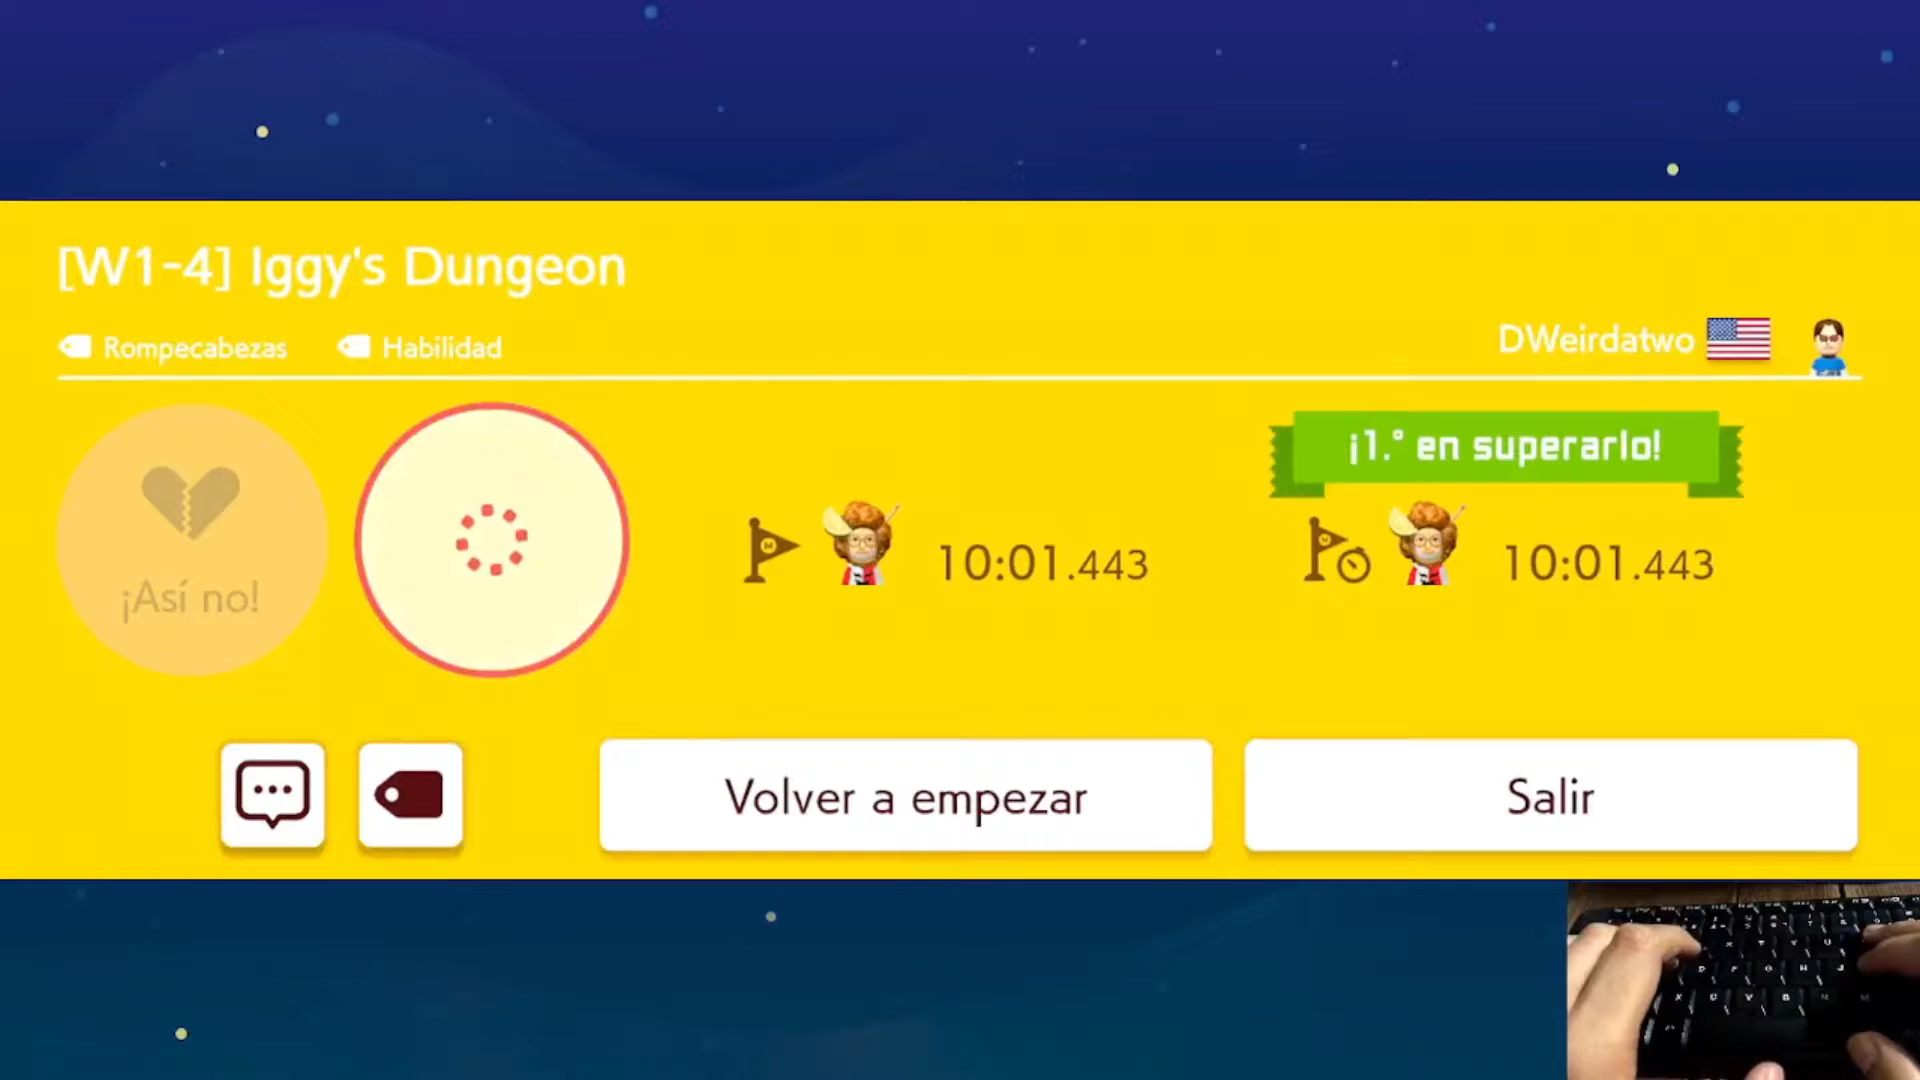 [W1-4] Iggy's Dungeon
Rompecabezas Habilidad
DWeirdatwo
¡1.° en superarlo!
¡Así no!
10:01.443
10:01.443
Volver a empezar
Salir